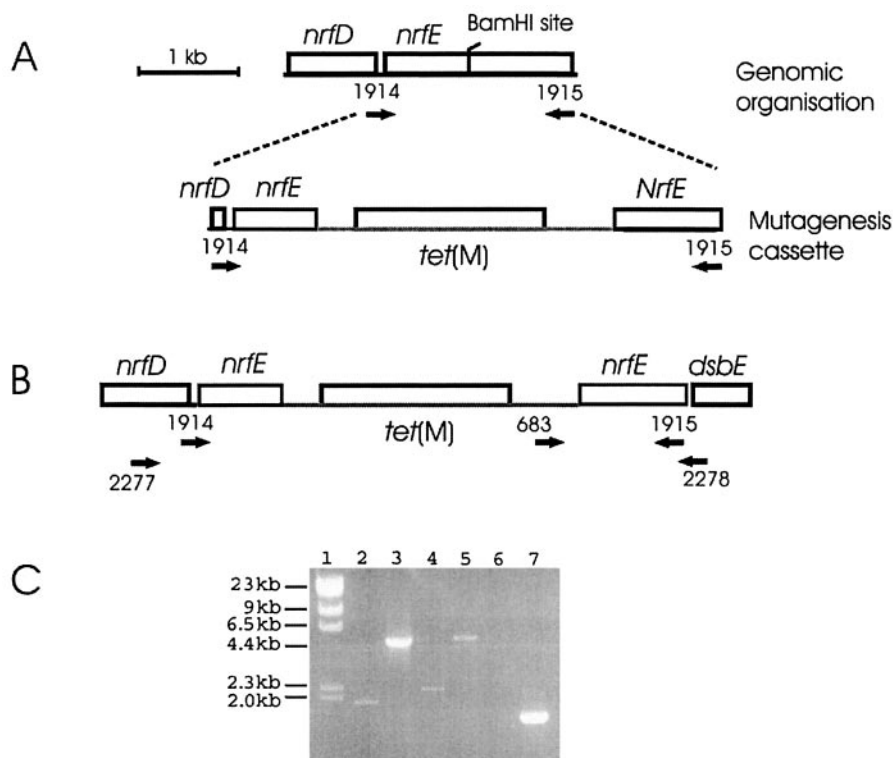 A
1 kb
nrfD nrfE BamHI site
1914 1915
Genomic
organisation
nrfD nrfE NrfE
1914 tet(M) 1915
Mutagenesis
cassette
B
nrfD nrfE nrfE dsbE
1914 tet(M) 683 1915
2277 2278
C
1 2 3 4 5 6 7
23kb
9kb
6.5kb
4.4kb
2.3kb
2.0kb